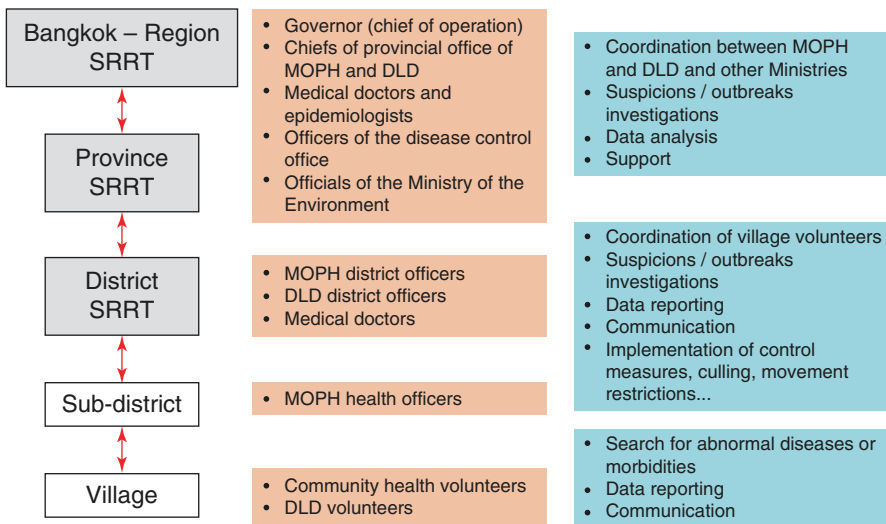 Bangkok – Region
SRRT
Province
SRRT
District
SRRT
Sub-district
Village
• Governor (chief of operation)
• Chiefs of provincial office of
MOPH and DLD
• Medical doctors and
epidemiologists
• Officers of the disease control
office
• Officials of the Ministry of the
Environment
• MOPH district officers
• DLD district officers
• Medical doctors
• MOPH health officers
• Community health volunteers
• DLD volunteers
• Coordination between MOPH
and DLD and other Ministries
• Suspicions / outbreaks
investigations
• Data analysis
• Support
• Coordination of village volunteers
• Suspicions / outbreaks
investigations
• Data reporting
• Communication
• Implementation of control
measures, culling, movement
restrictions...
• Search for abnormal diseases or
morbidities
• Data reporting
• Communication